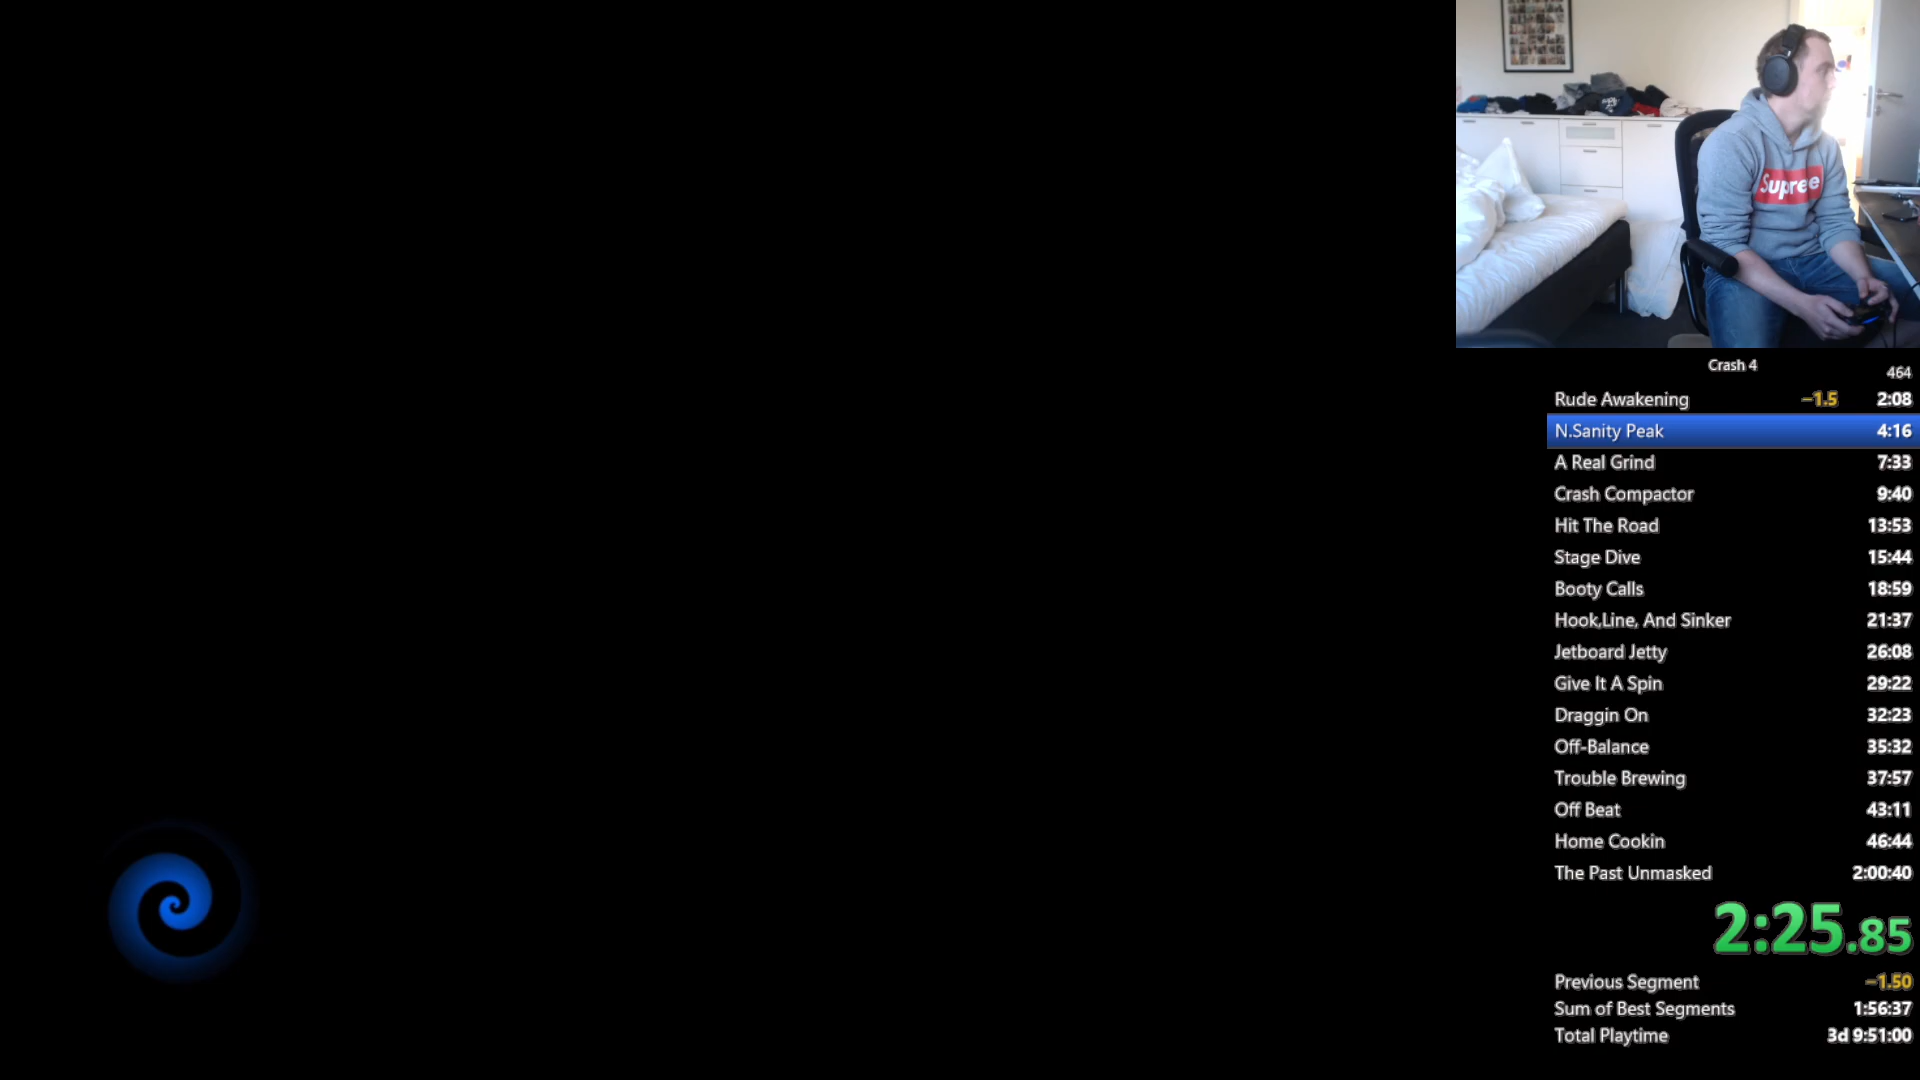 Supreme
Crash 4
464
Rude Awakening −1.5 2:08
N.Sanity Peak 4:16
A Real Grind 7:33
Crash Compactor 9:40
Hit The Road 13:53
Stage Dive 15:44
Booty Calls 18:59
Hook,Line, And Sinker 21:37
Jetboard Jetty 26:08
Give It A Spin 29:22
Draggin On 32:23
Off-Balance 35:32
Trouble Brewing 37:57
Off Beat 43:11
Home Cookin 46:44
The Past Unmasked 2:00:40
2:25.85
Previous Segment −1.50
Sum of Best Segments 1:56:37
Total Playtime 3d 9:51:00